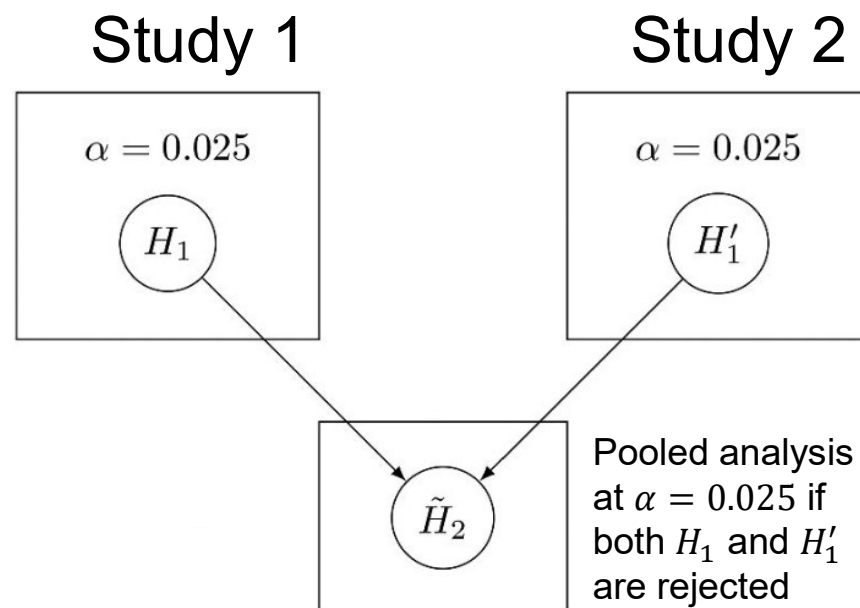 Study 1
Study 2
α = 0.025
α = 0.025
H₁
H′₁
H̃₂
Pooled analysis
at α = 0.025 if
both H₁ and H′₁
are rejected